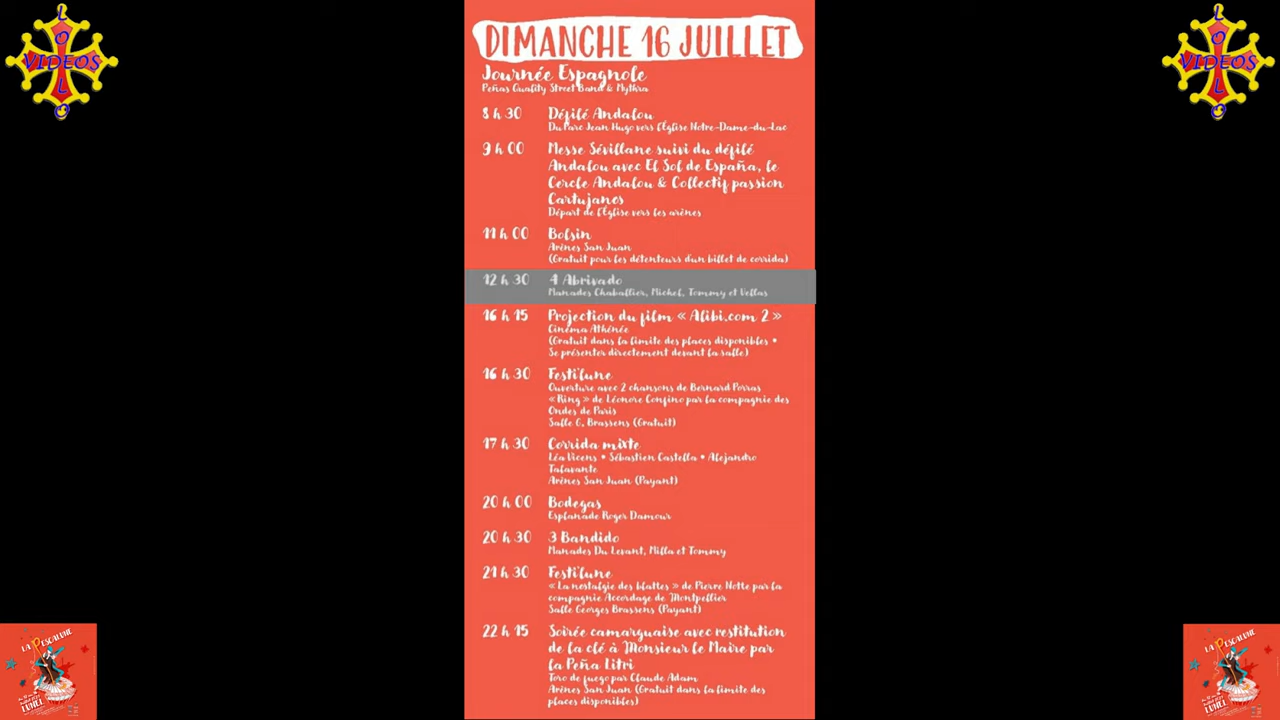 LOLO
VIDEOS
LOLO
VIDEOS
DIMANCHE 16 JUILLET
Journée Espagnole
Peñas Quality Street Band & Mythra
8 h 30 Défilé Andalou
Du Parc Jean Hugo vers l'Église Notre-Dame-du-Lac
9 h 00 Messe Sévillane suivi du défilé
Andalou avec El Sol de España, le
Cercle Andalou & Collectif passion
Cartujanos
Départ de l'Église vers les arènes
11 h 00 Bolsin
Arènes San Juan
(Gratuit pour les détenteurs d'un billet de corrida)
12 h 30 4 Abrivado
Manades Chaballier, Michel, Tommy et Vellas
16 h 15 Projection du film « Alibi.com 2 »
Cinéma Athénée
(Gratuit dans la limite des places disponibles •
Se présenter directement devant la salle)
16 h 30 Festi'lune
Ouverture avec 2 chansons de Bernard Porras
« Ring » de Léonore Confino par la compagnie des
Ondes de Paris
Salle G. Brassens (Gratuit)
17 h 30 Corrida mixte
Léa Vicens • Sébastien Castella • Alejandro
Talavante
Arènes San Juan (Payant)
20 h 00 Bodegas
Esplanade Roger Damour
20 h 30 3 Bandido
Manades Du Levant, Milla et Tommy
21 h 30 Festi'lune
« La nostalgie des blattes » de Pierre Notte par la
compagnie Accordage de Montpellier
Salle Georges Brassens (Payant)
22 h 15 Soirée camarguaise avec restitution
de la clé à Monsieur le Maire par
la Peña Litri
Toro de fuego par Claude Adam
Arènes San Juan (Gratuit dans la limite des
places disponibles)
LA PESCALUNE
LUNEL
LA PESCALUNE
LUNEL